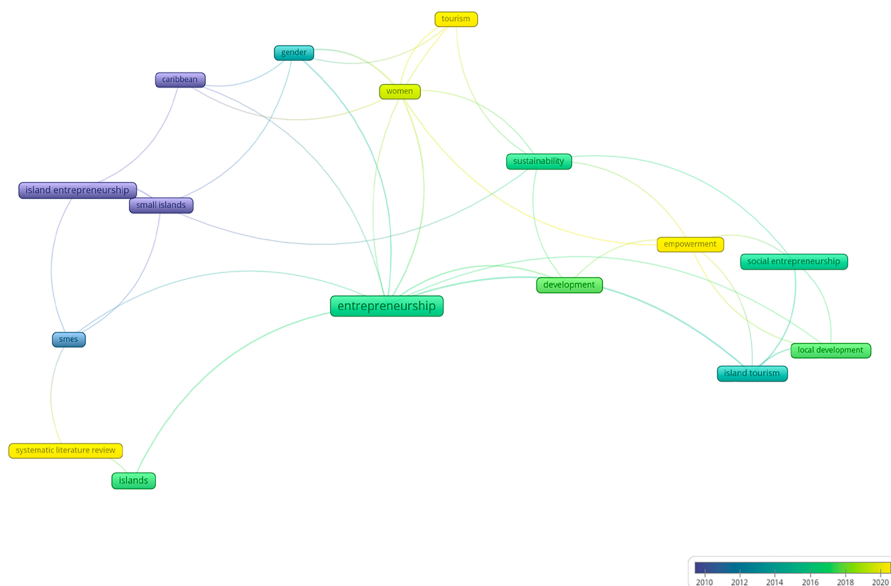 tourism
gender
caribbean
women
sustainability
island entrepreneurship
small islands
empowerment
social entrepreneurship
development
entrepreneurship
smes
local development
island tourism
systematic literature review
islands
2010 2012 2014 2016 2018 2020